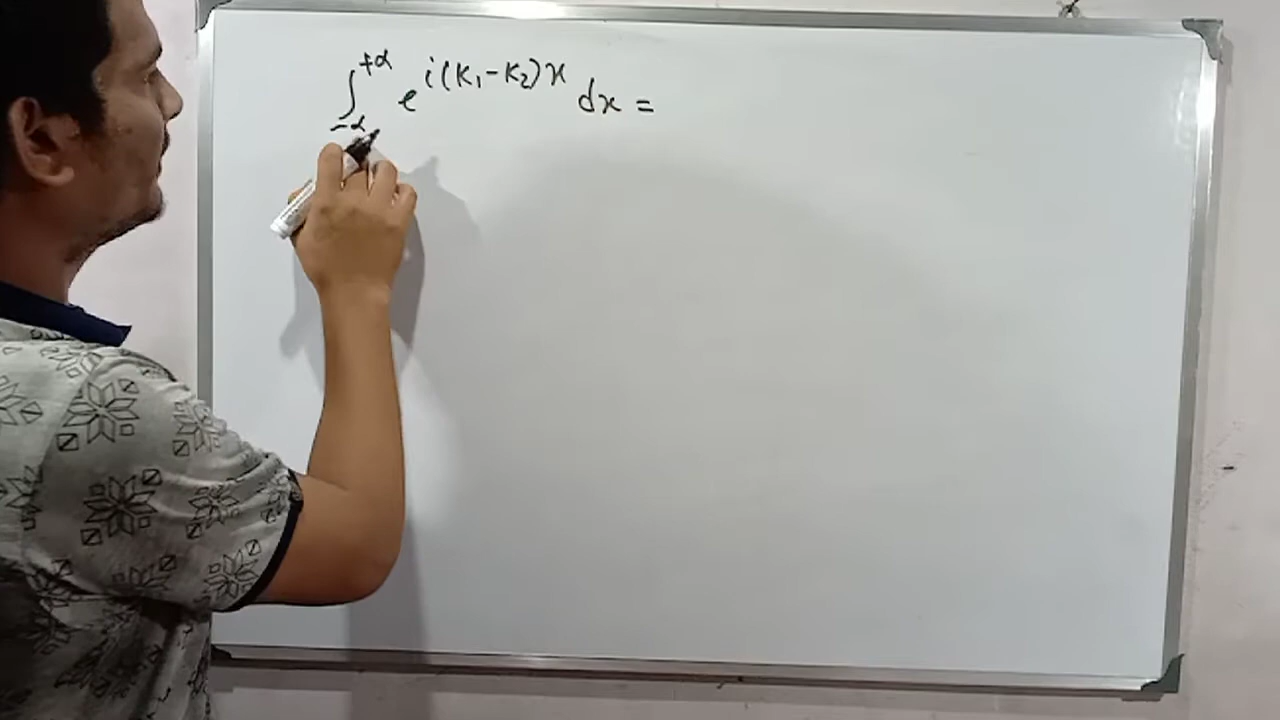 ∫_{-α}^{+α} e^{i(K₁-K₂)x} dx =